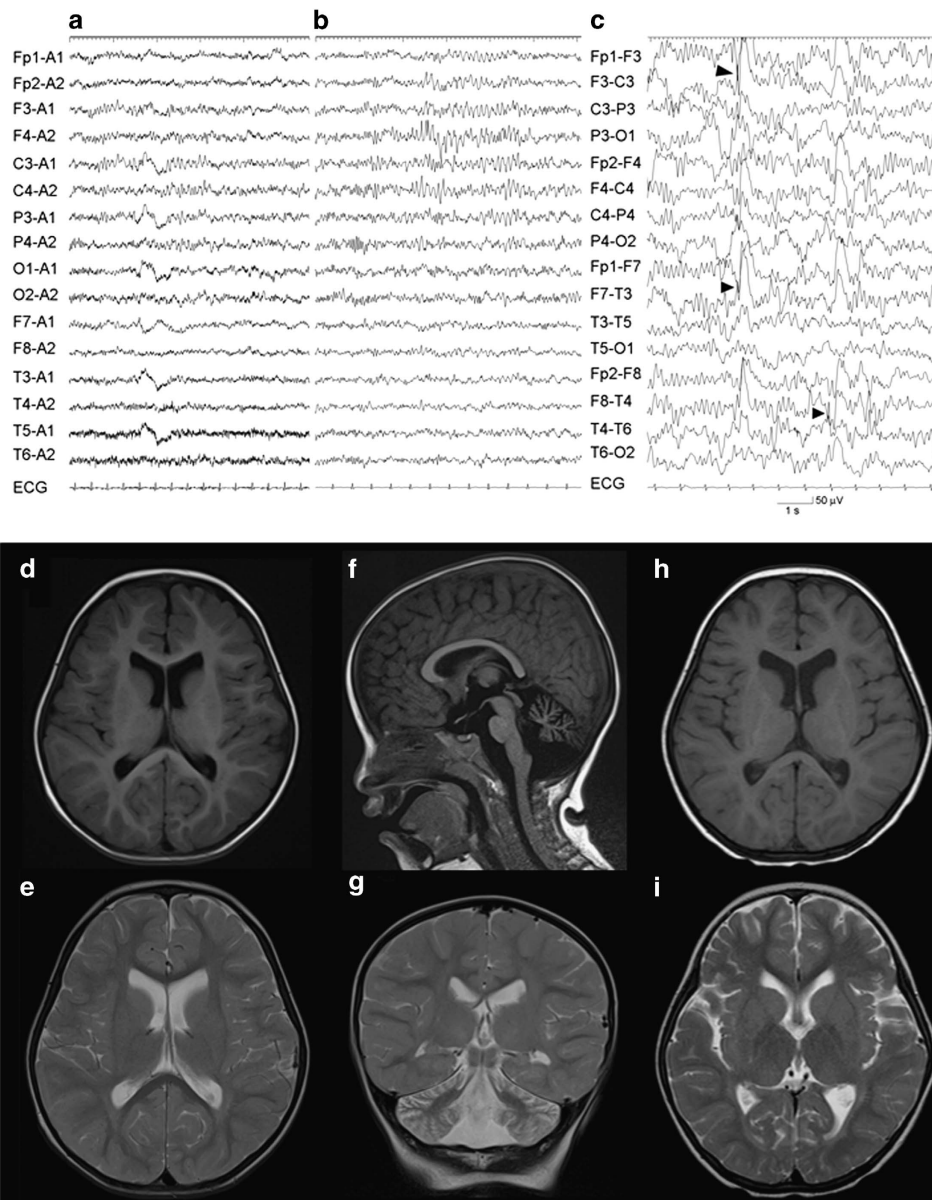 a
b
c
Fp1-A1
Fp2-A2
F3-A1
F4-A2
C3-A1
C4-A2
P3-A1
P4-A2
O1-A1
O2-A2
F7-A1
F8-A2
T3-A1
T4-A2
T5-A1
T6-A2
ECG
Fp1-F3
F3-C3
C3-P3
P3-O1
Fp2-F4
F4-C4
C4-P4
P4-O2
Fp1-F7
F7-T3
T3-T5
T5-O1
Fp2-F8
F8-T4
T4-T6
T6-O2
ECG
50 µV
1 s
d
f
h
e
g
i